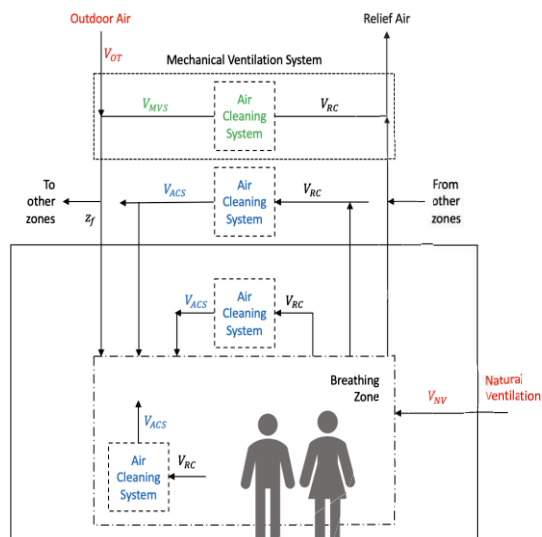 Outdoor Air
Relief Air
V_OT
Mechanical Ventilation System
V_MVS
Air
Cleaning
System
V_RC
To
other
zones
z_f
V_ACS
Air
Cleaning
System
V_RC
From
other
zones
V_ACS
Air
Cleaning
System
V_RC
Breathing
Zone
V_NV
Natural
Ventilation
V_ACS
Air
Cleaning
System
V_RC